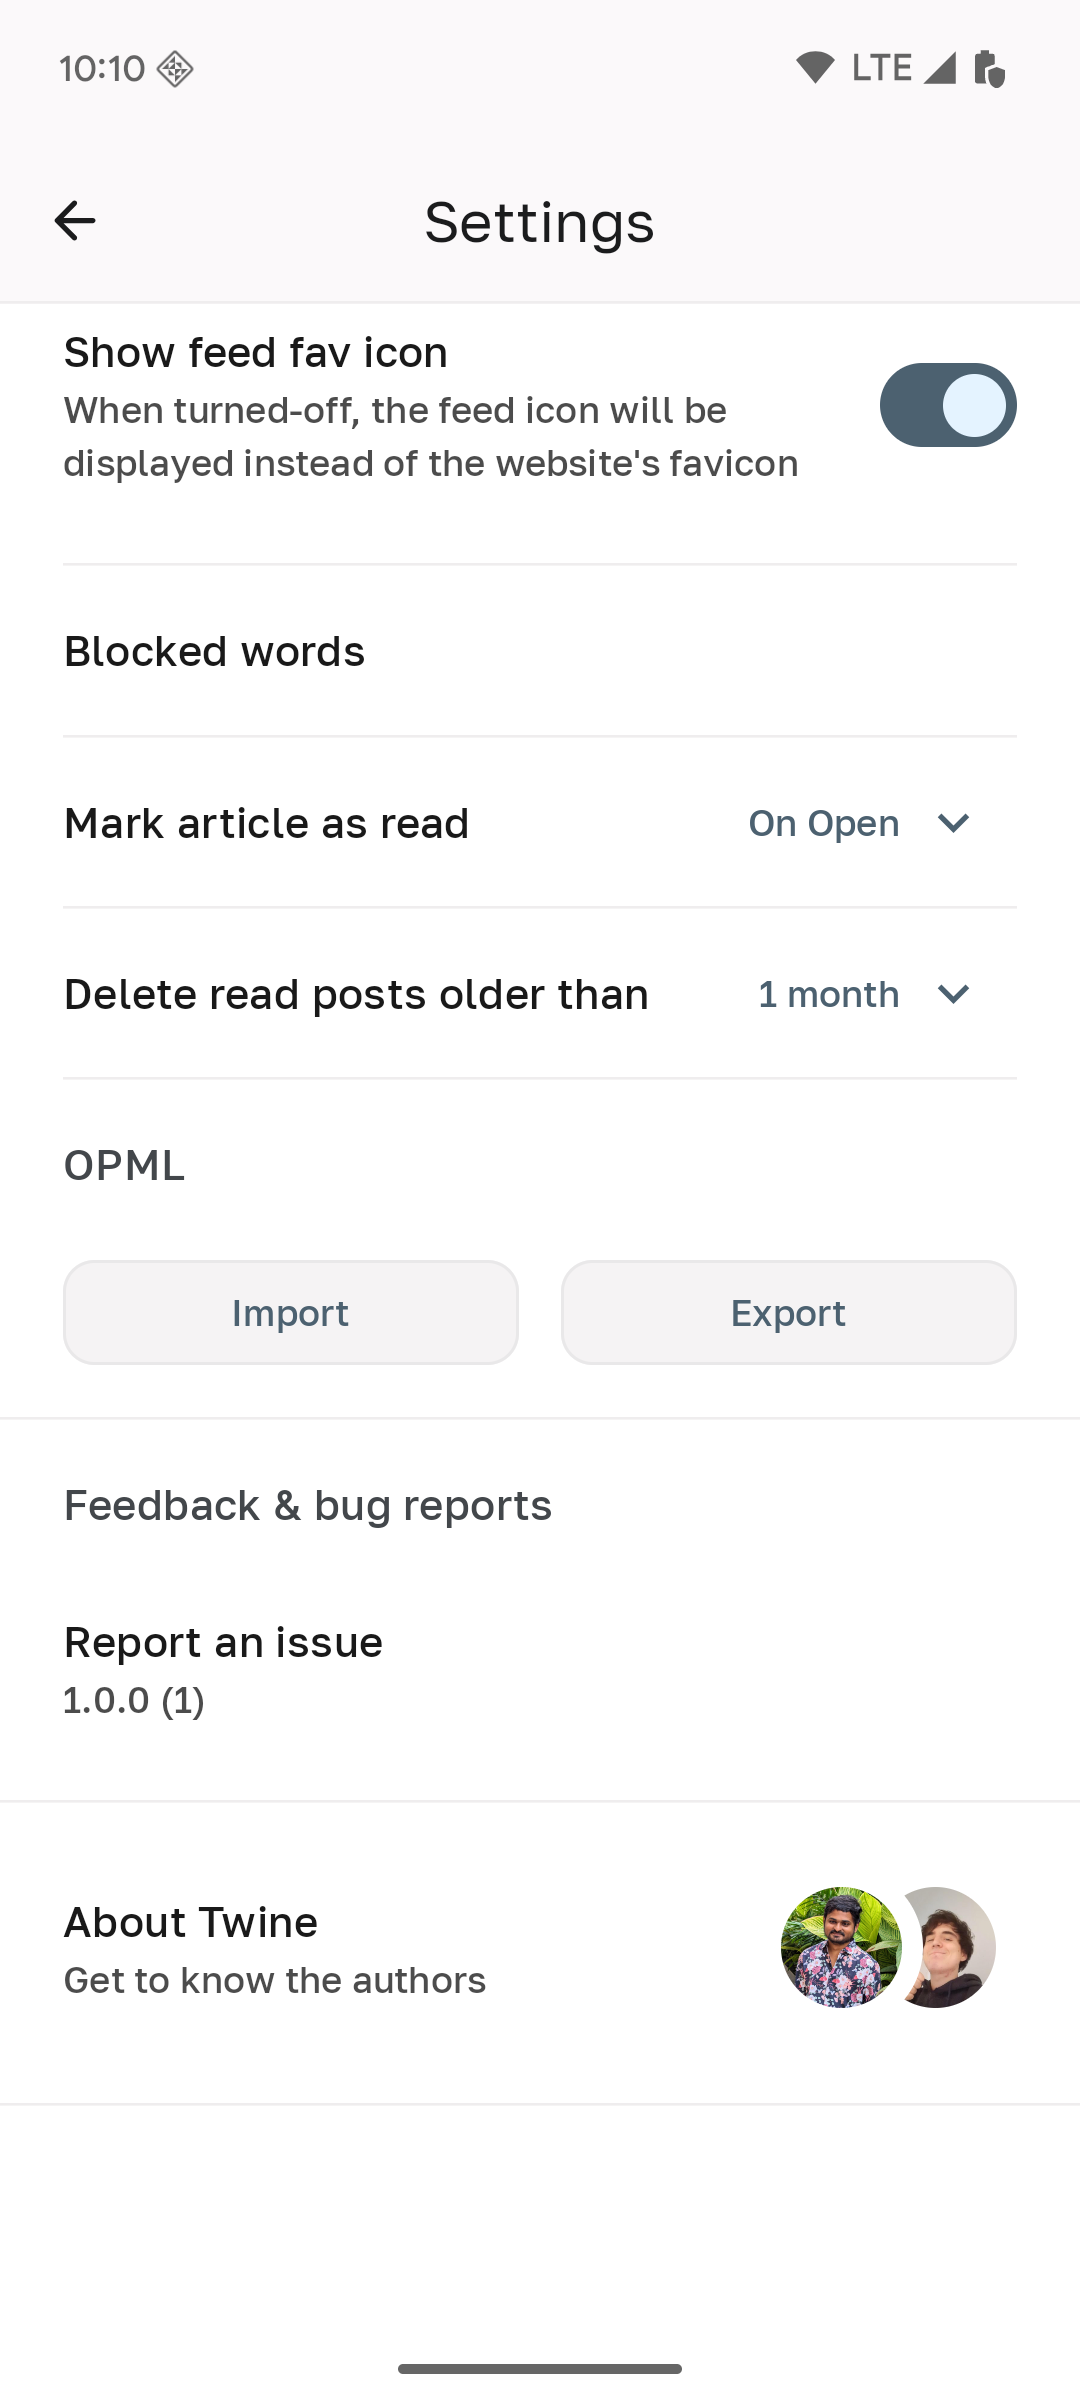 10:10
LTE
Settings
Show feed fav icon
When turned-off, the feed icon will be
displayed instead of the website's favicon
Blocked words
Mark article as read
On Open
Delete read posts older than
1 month
OPML
Import
Export
Feedback & bug reports
Report an issue
1.0.0 (1)
About Twine
Get to know the authors